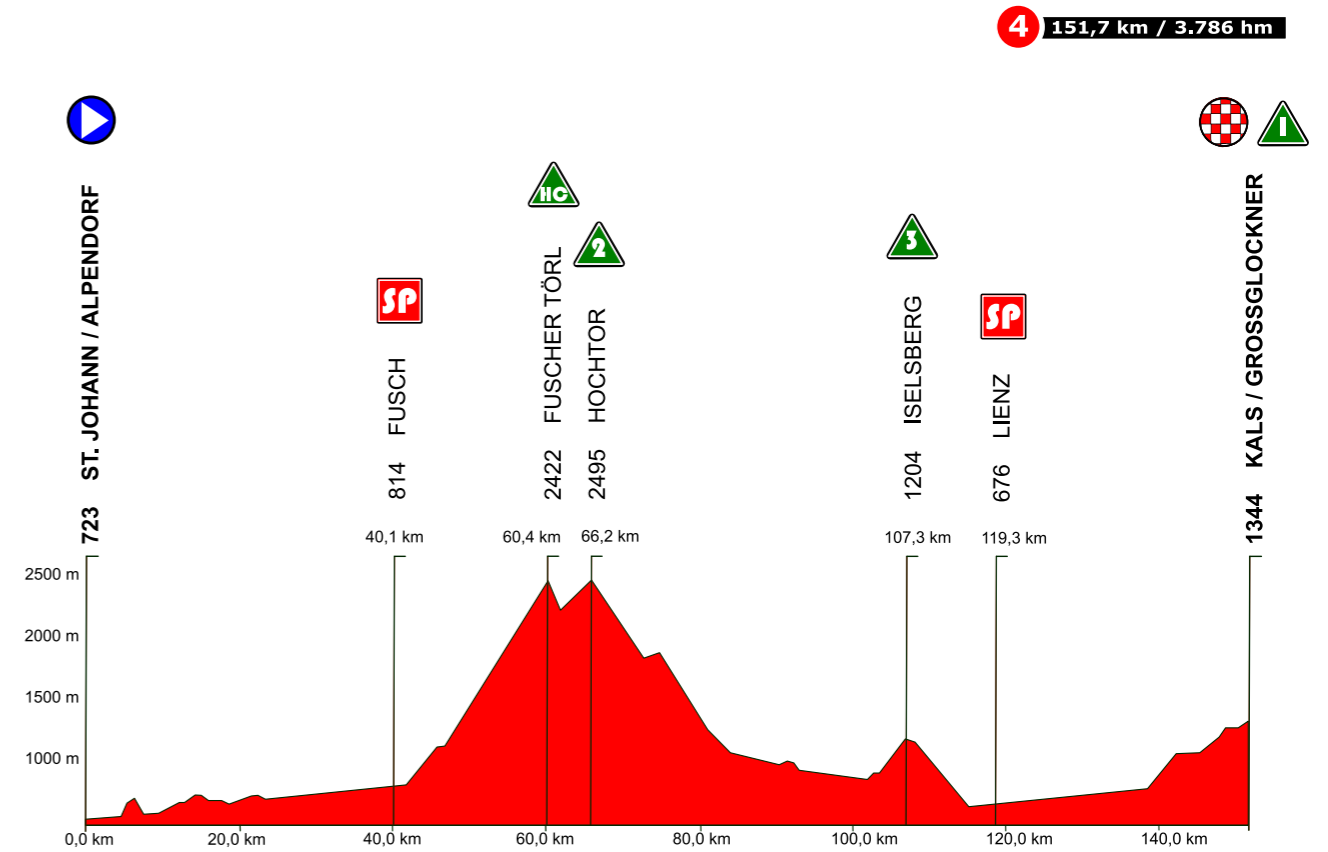 4 151,7 km / 3.786 hm
723 ST. JOHANN / ALPENDORF
SP
814 FUSCH
40,1 km
HC
2422 FUSCHER TÖRL
60,4 km
2
2495 HOCHTOR
66,2 km
3
1204 ISELSBERG
107,3 km
SP
676 LIENZ
119,3 km
1
1344 KALS / GROSSGLOCKNER
2500 m
2000 m
1500 m
1000 m
0,0 km 20,0 km 40,0 km 60,0 km 80,0 km 100,0 km 120,0 km 140,0 km